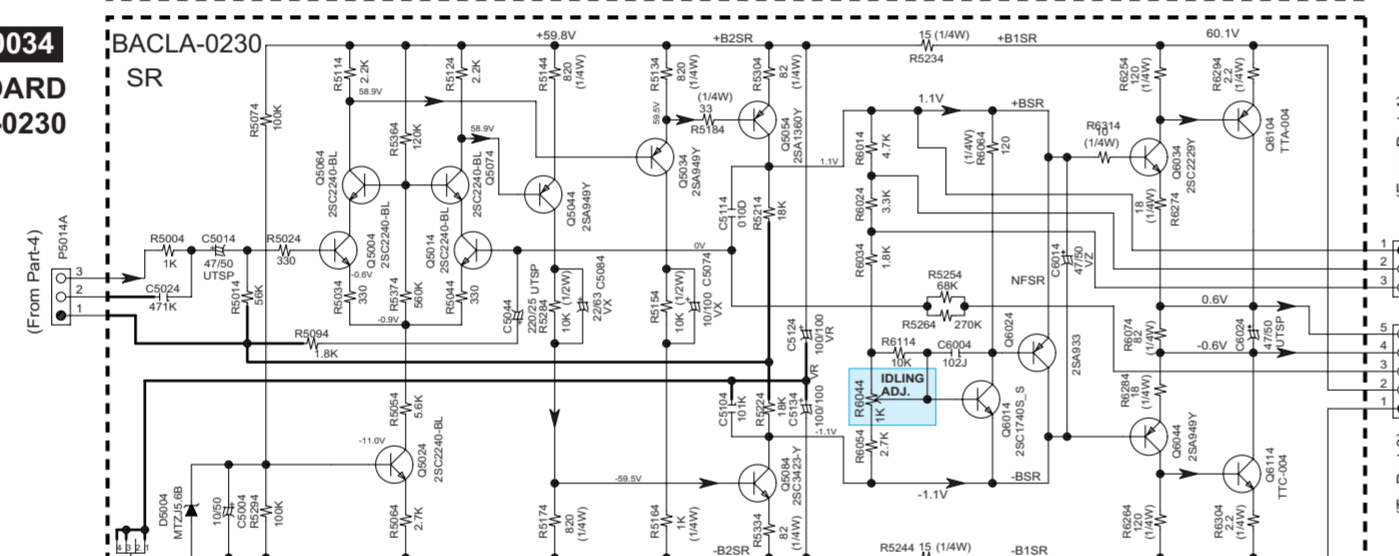 0034
OARD
-0230
BACLA-0230
SR
+59.8V
+B2SR
15 (1/4W)
R5234
+B1SR
60.1V
R5114
2.2K
R5124
2.2K
R5144
820
(1/4W)
R5134
820
(1/4W)
R5304
82
(1/4W)
R6254
120
(1/4W)
R6294
2.2
(1/4W)
58.9V
R5074
100K
R5364
120K
58.9V
59.5V
(1/4W)
33
R5184
Q5054
2SA1360Y
1.1V
+BSR
R6014
4.7K
(1/4W)
R6064
120
R6314
10
(1/4W)
Q6104
TTA-004
Q5064
2SC2240-BL
Q5074
2SC2240-BL
Q5044
2SA949Y
Q5034
2SA949Y
1.1V
Q6034
2SC2229Y
C5114
010D
R5214
18K
R6024
3.3K
18
(1/4W)
R6274
P5014A
(From Part-4)
3
2
1
R5004
1K
C5014
47/50
UTSP
R5024
330
Q5004
2SC2240-BL
Q5014
2SC2240-BL
0V
R6034
1.8K
C6014
47/50
VZ
1
2
3
C5024
471K
R5014
56K
-0.6V
R5034
330
R5374
560K
R5044
330
C5044
220/25 UTSP
R5284
10K (1/2W)
C5084
22/63
VX
R5154
10K (1/2W)
C5074
10/100
VX
R5254
68K
NFSR
0.6V
-0.9V
R5264
270K
R5094
1.8K
C5124
100/100
VR
R6114
10K
C6004
102J
Q6024
2SA933
R6074
82
(1/4W)
-0.6V
C6024
47/50
UTSP
5
4
3
2
1
R6044
1K
IDLING
ADJ.
R5054
5.6K
C5104
101K
R5224
18K
C5134
100/100
VR
Q6014
2SC1740S_S
R6284
18
(1/4W)
-11.0V
Q5024
2SC2240-BL
-1.1V
R6054
2.7K
Q6044
2SA949Y
Q6114
TTC-004
D5004
MTZJ5.6B
10/50
C5004
R5294
100K
-59.5V
Q5084
2SC3423-Y
-1.1V
-BSR
4 3 2 1
R5064
2.7K
R5174
820
(1/4W)
R5164
1K
(1/4W)
R5334
82
(1/4W)
R6264
120
(1/4W)
R6304
2.2
(1/4W)
-B2SR
R5244 15 (1/4W)
-B1SR